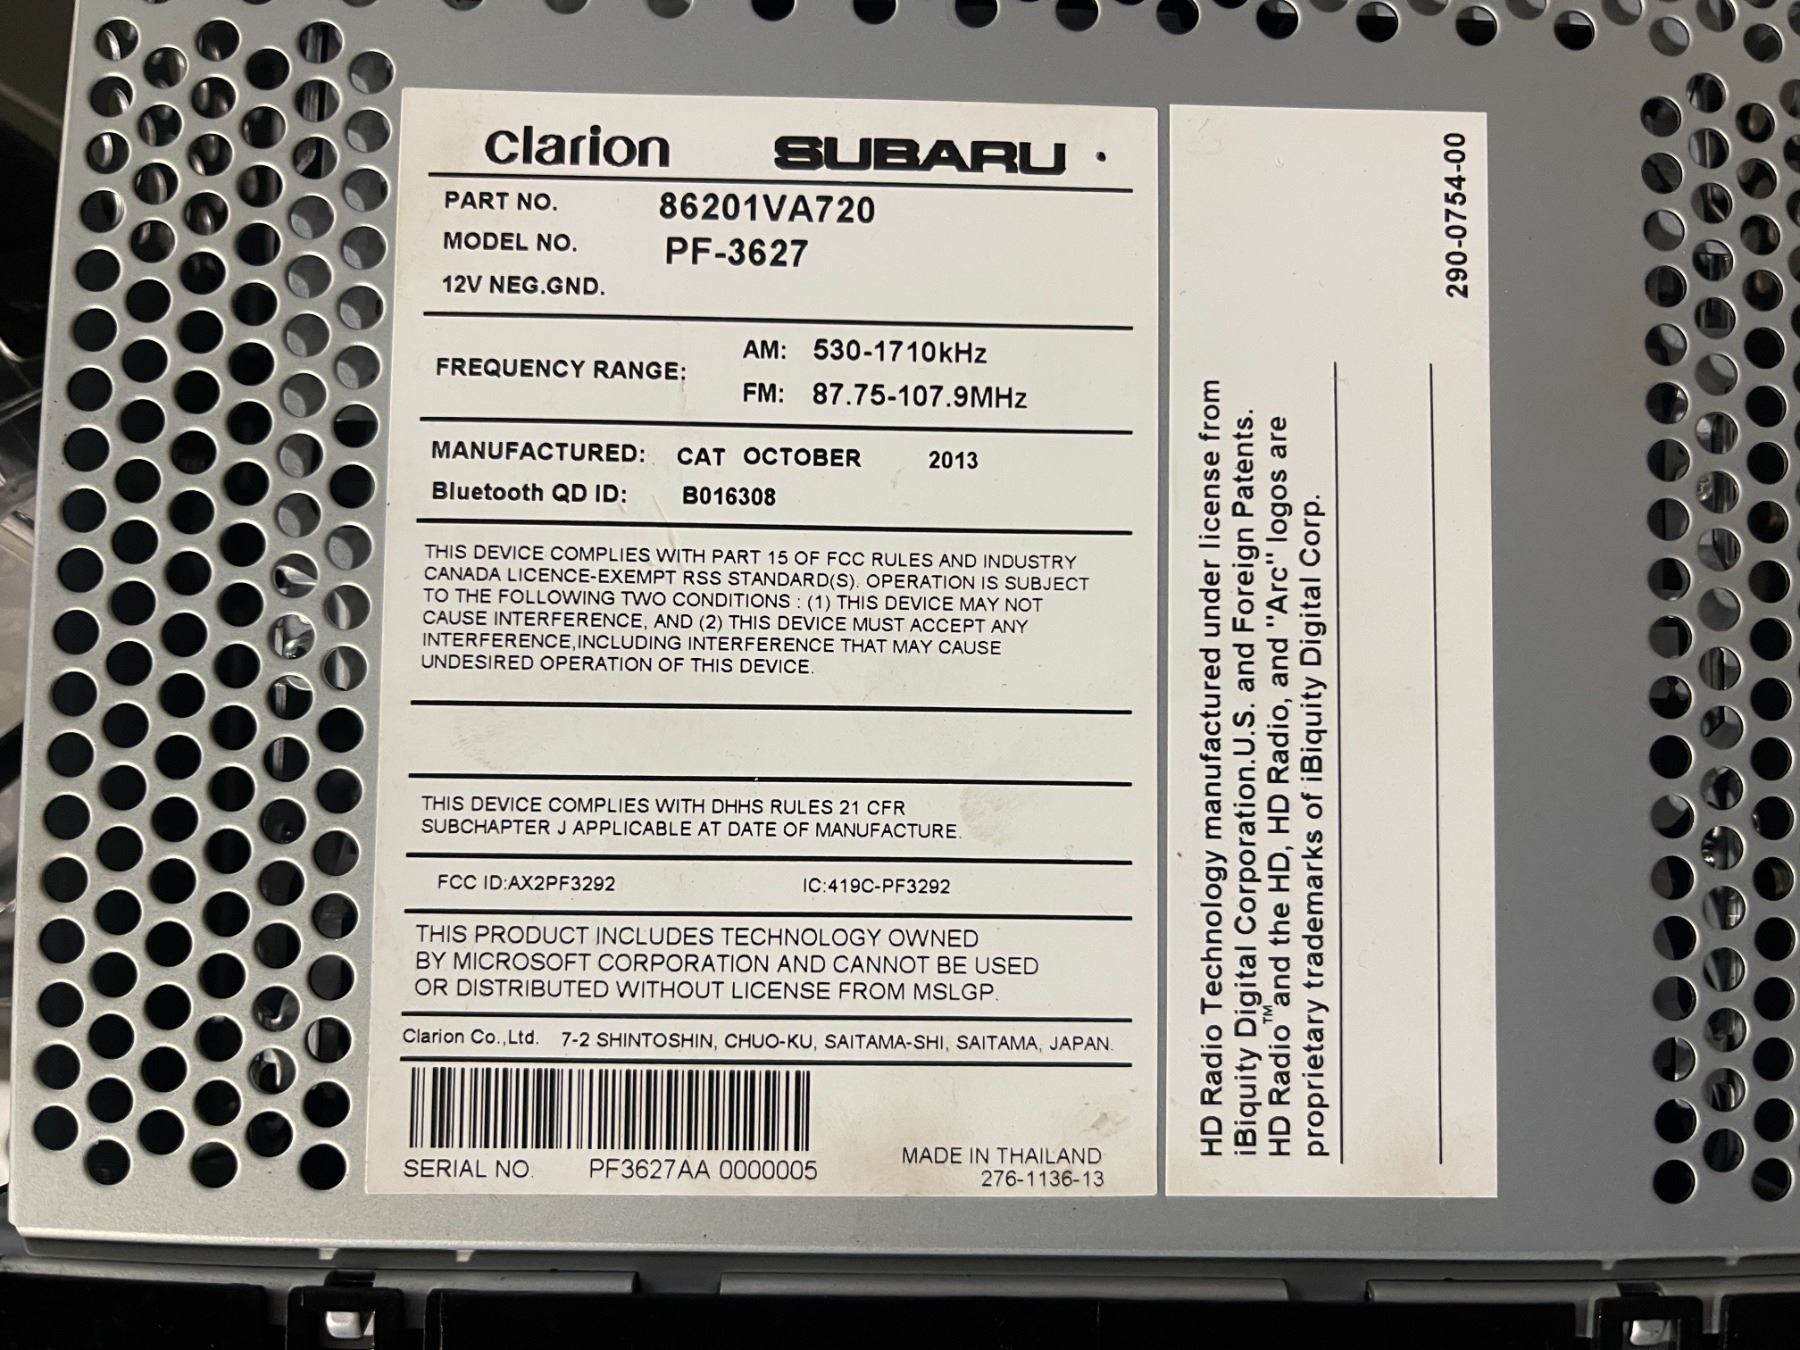 clarion SUBARU .
PART NO. 86201VA720
MODEL NO. PF-3627
12V NEG.GND.
FREQUENCY RANGE: AM: 530-1710kHz
FM: 87.75-107.9MHz
MANUFACTURED: CAT OCTOBER 2013
Bluetooth QD ID: B016308
THIS DEVICE COMPLIES WITH PART 15 OF FCC RULES AND INDUSTRY
CANADA LICENCE-EXEMPT RSS STANDARD(S). OPERATION IS SUBJECT
TO THE FOLLOWING TWO CONDITIONS : (1) THIS DEVICE MAY NOT
CAUSE INTERFERENCE, AND (2) THIS DEVICE MUST ACCEPT ANY
INTERFERENCE,INCLUDING INTERFERENCE THAT MAY CAUSE
UNDESIRED OPERATION OF THIS DEVICE.
THIS DEVICE COMPLIES WITH DHHS RULES 21 CFR
SUBCHAPTER J APPLICABLE AT DATE OF MANUFACTURE.
FCC ID:AX2PF3292 IC:419C-PF3292
THIS PRODUCT INCLUDES TECHNOLOGY OWNED
BY MICROSOFT CORPORATION AND CANNOT BE USED
OR DISTRIBUTED WITHOUT LICENSE FROM MSLGP.
Clarion Co.,Ltd. 7-2 SHINTOSHIN, CHUO-KU, SAITAMA-SHI, SAITAMA, JAPAN.
SERIAL NO. PF3627AA 0000005
MADE IN THAILAND
276-1136-13
HD Radio Technology manufactured under license from
iBiquity Digital Corporation.U.S. and Foreign Patents.
HD Radio™ and the HD, HD Radio, and "Arc" logos are
proprietary trademarks of iBiquity Digital Corp.
290-0754-00